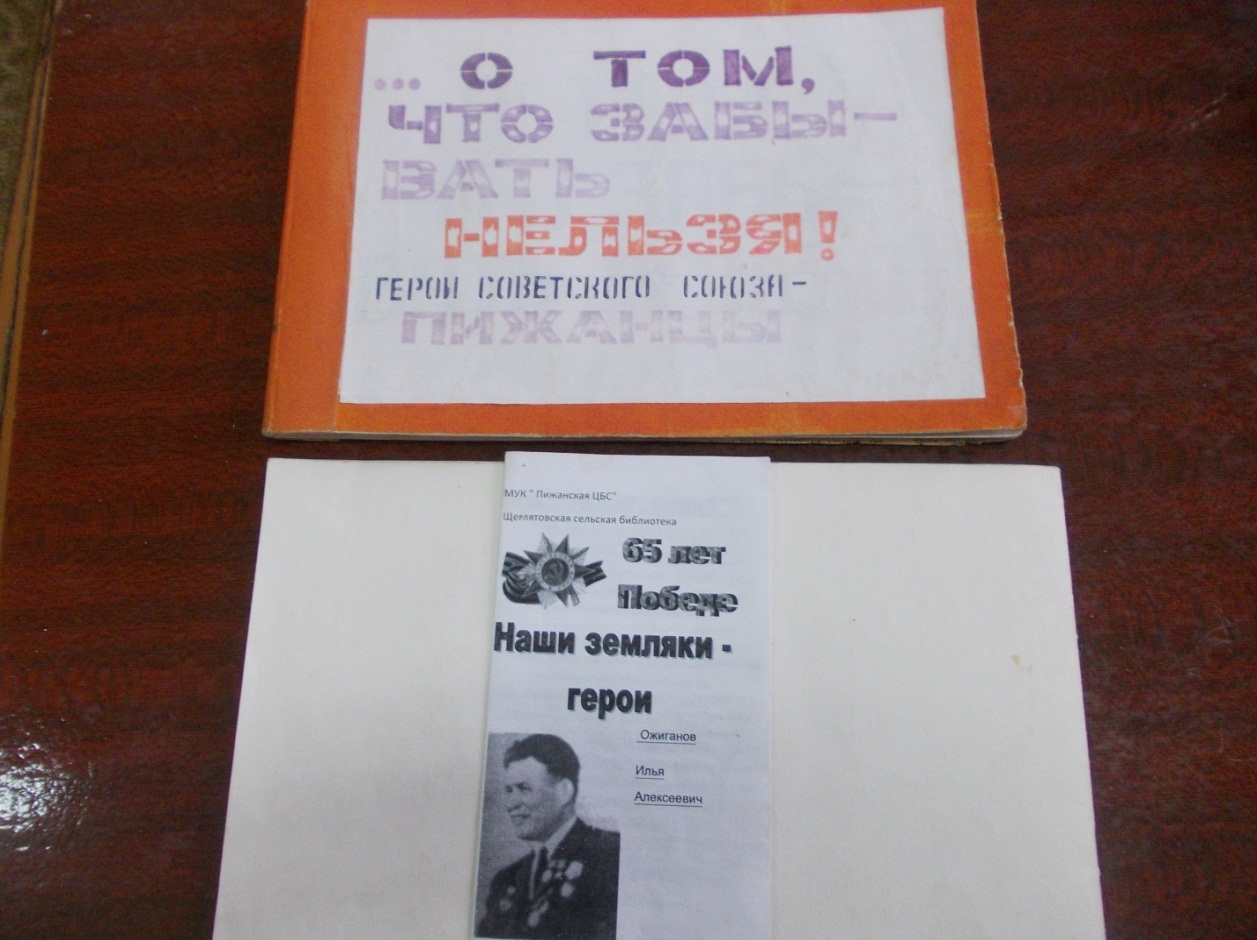 ... О ТОМ,
ЧТО ЗАБЫ-
ВАТЬ
НЕЛЬЗЯ!
ГЕРОИ СОВЕТСКОГО СОЮЗА-
ПИЖАНЦЫ
МУК " Пижанская ЦБС"
Щемлятовская сельская библиотека
65 лет
Победе
Наши земляки -
герои
Ожиганов
Илья
Алексеевич